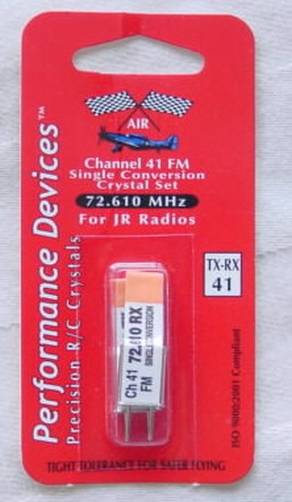 AIR
Channel 41 FM
Single Conversion
Crystal Set
72.610 MHz
For JR Radios
Performance Devices™
Precision R/C Crystals
TX-RX
41
Ch 41 72.610 RX
FM SINGLE CONVERSION
ISO 9000/2001 Compliant
TIGHT TOLERANCE FOR SAFER FLYING